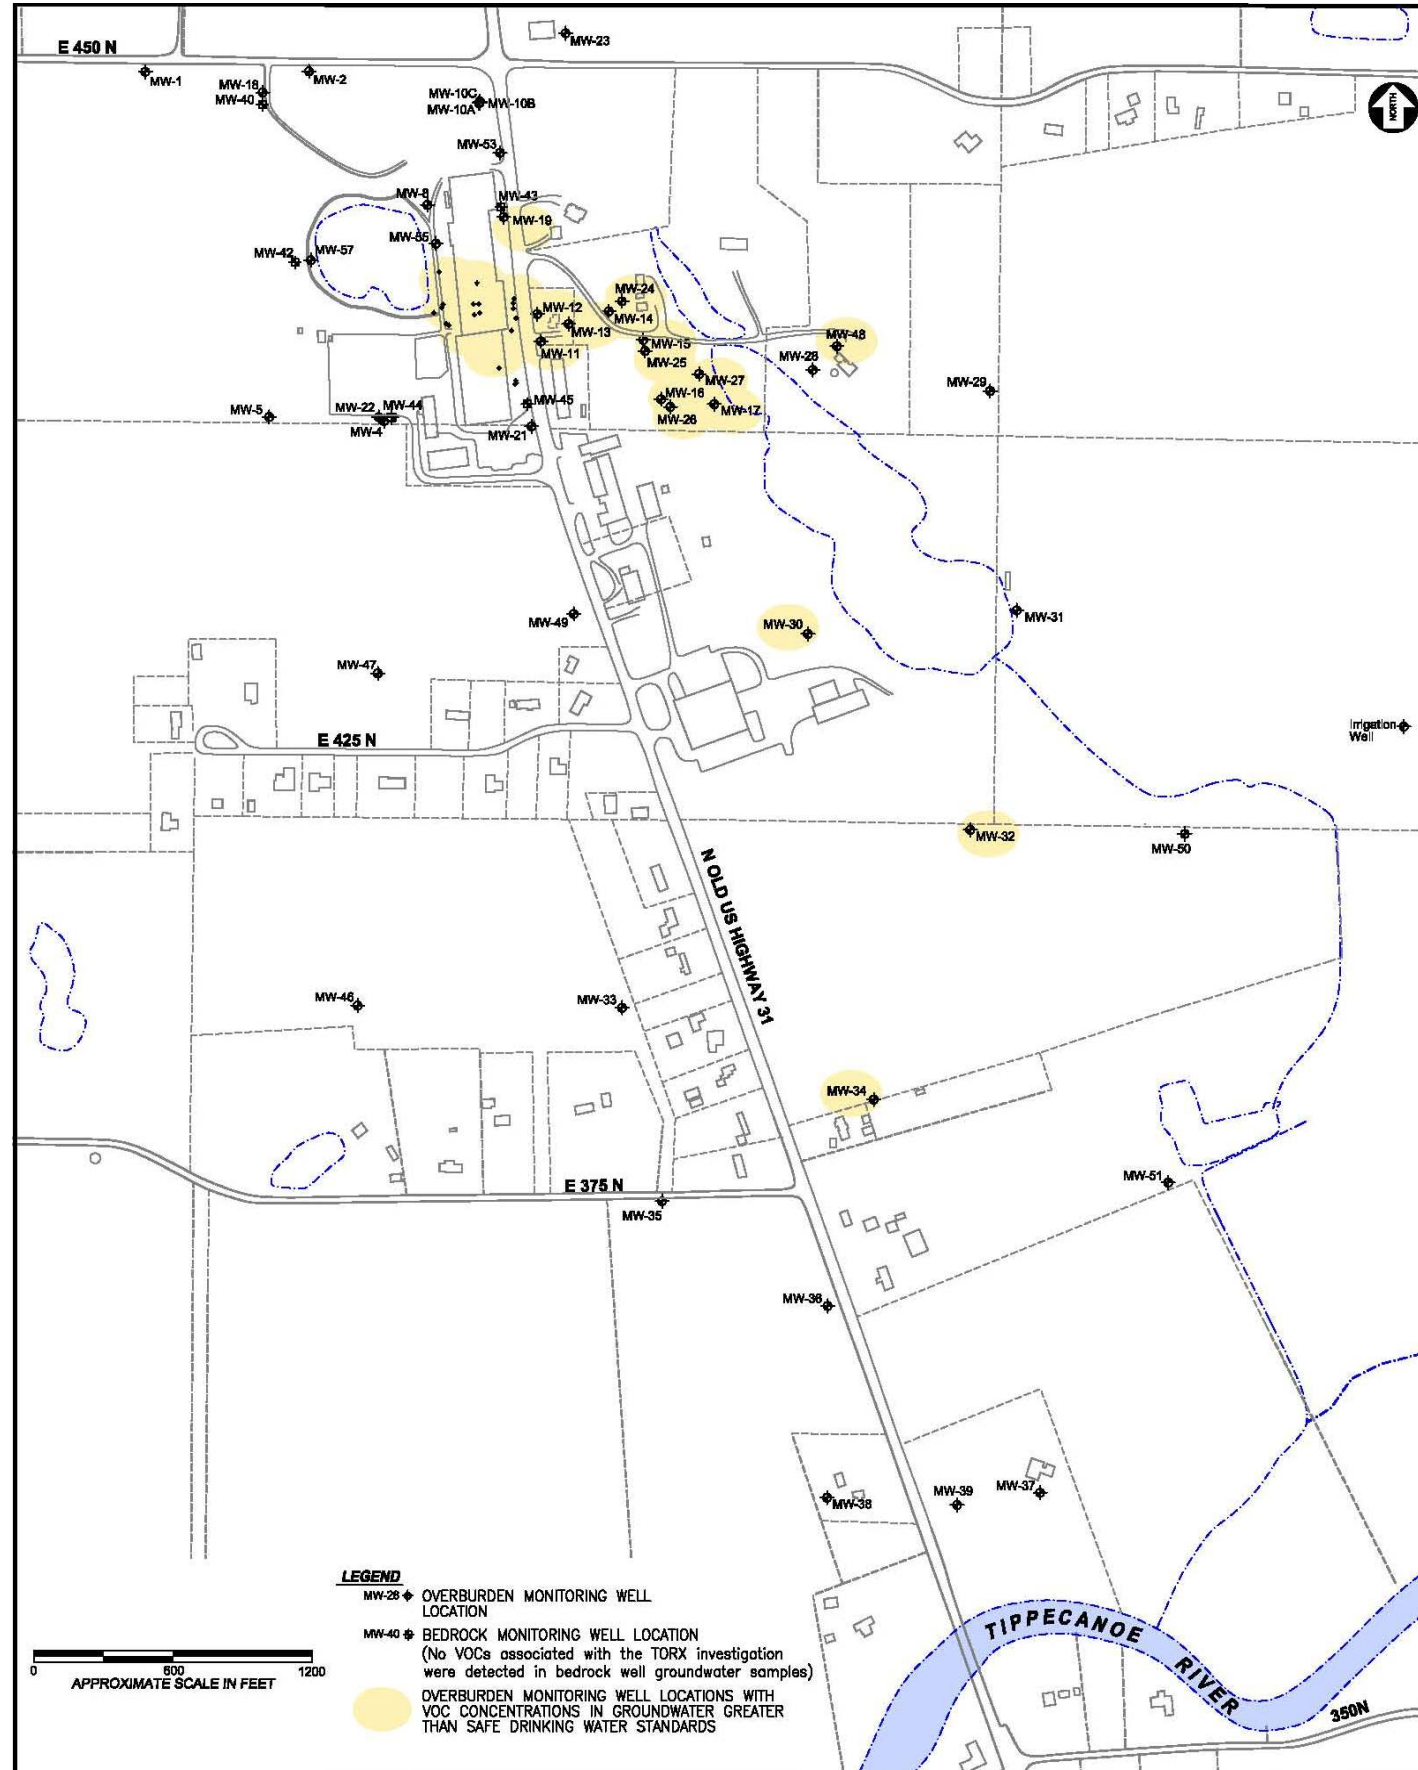 E 450 N
MW-23
MW-1
MW-18
MW-40
MW-2
MW-10C
MW-10A
MW-10B
NORTH
MW-53
MW-8
MW-43
MW-19
MW-55
MW-42
MW-57
MW-24
MW-12
MW-14
MW-13
MW-15
MW-11
MW-25
MW-48
MW-28
MW-27
MW-29
MW-16
MW-17
MW-26
MW-5
MW-22
MW-44
MW-4
MW-45
MW-21
MW-49
MW-30
MW-31
MW-47
E 425 N
Irrigation
Well
MW-32
MW-50
N OLD US HIGHWAY 31
MW-46
MW-33
MW-34
MW-51
E 375 N
MW-35
MW-36
MW-38
MW-39
MW-37
TIPPECANOE
RIVER
350N
LEGEND
MW-28 OVERBURDEN MONITORING WELL
LOCATION
MW-40 BEDROCK MONITORING WELL LOCATION
(No VOCs associated with the TORX investigation
were detected in bedrock well groundwater samples)
OVERBURDEN MONITORING WELL LOCATIONS WITH
VOC CONCENTRATIONS IN GROUNDWATER GREATER
THAN SAFE DRINKING WATER STANDARDS
0 600 1200
APPROXIMATE SCALE IN FEET